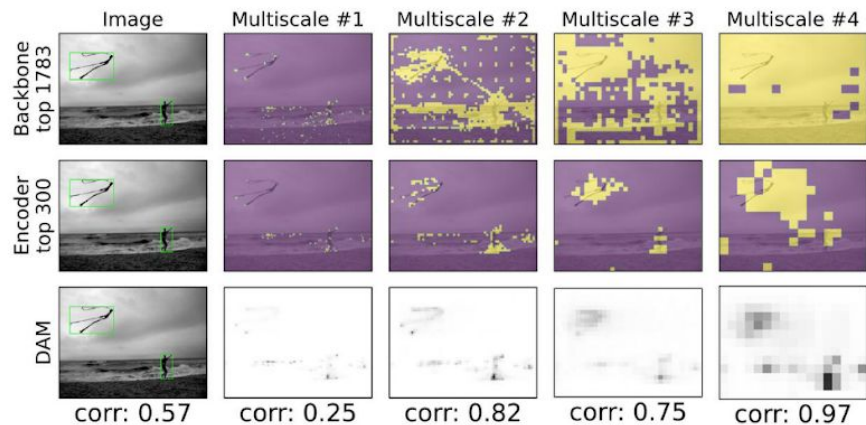 Image Multiscale #1 Multiscale #2 Multiscale #3 Multiscale #4
Backbone
top 1783
Encoder
top 300
DAM
corr: 0.57 corr: 0.25 corr: 0.82 corr: 0.75 corr: 0.97